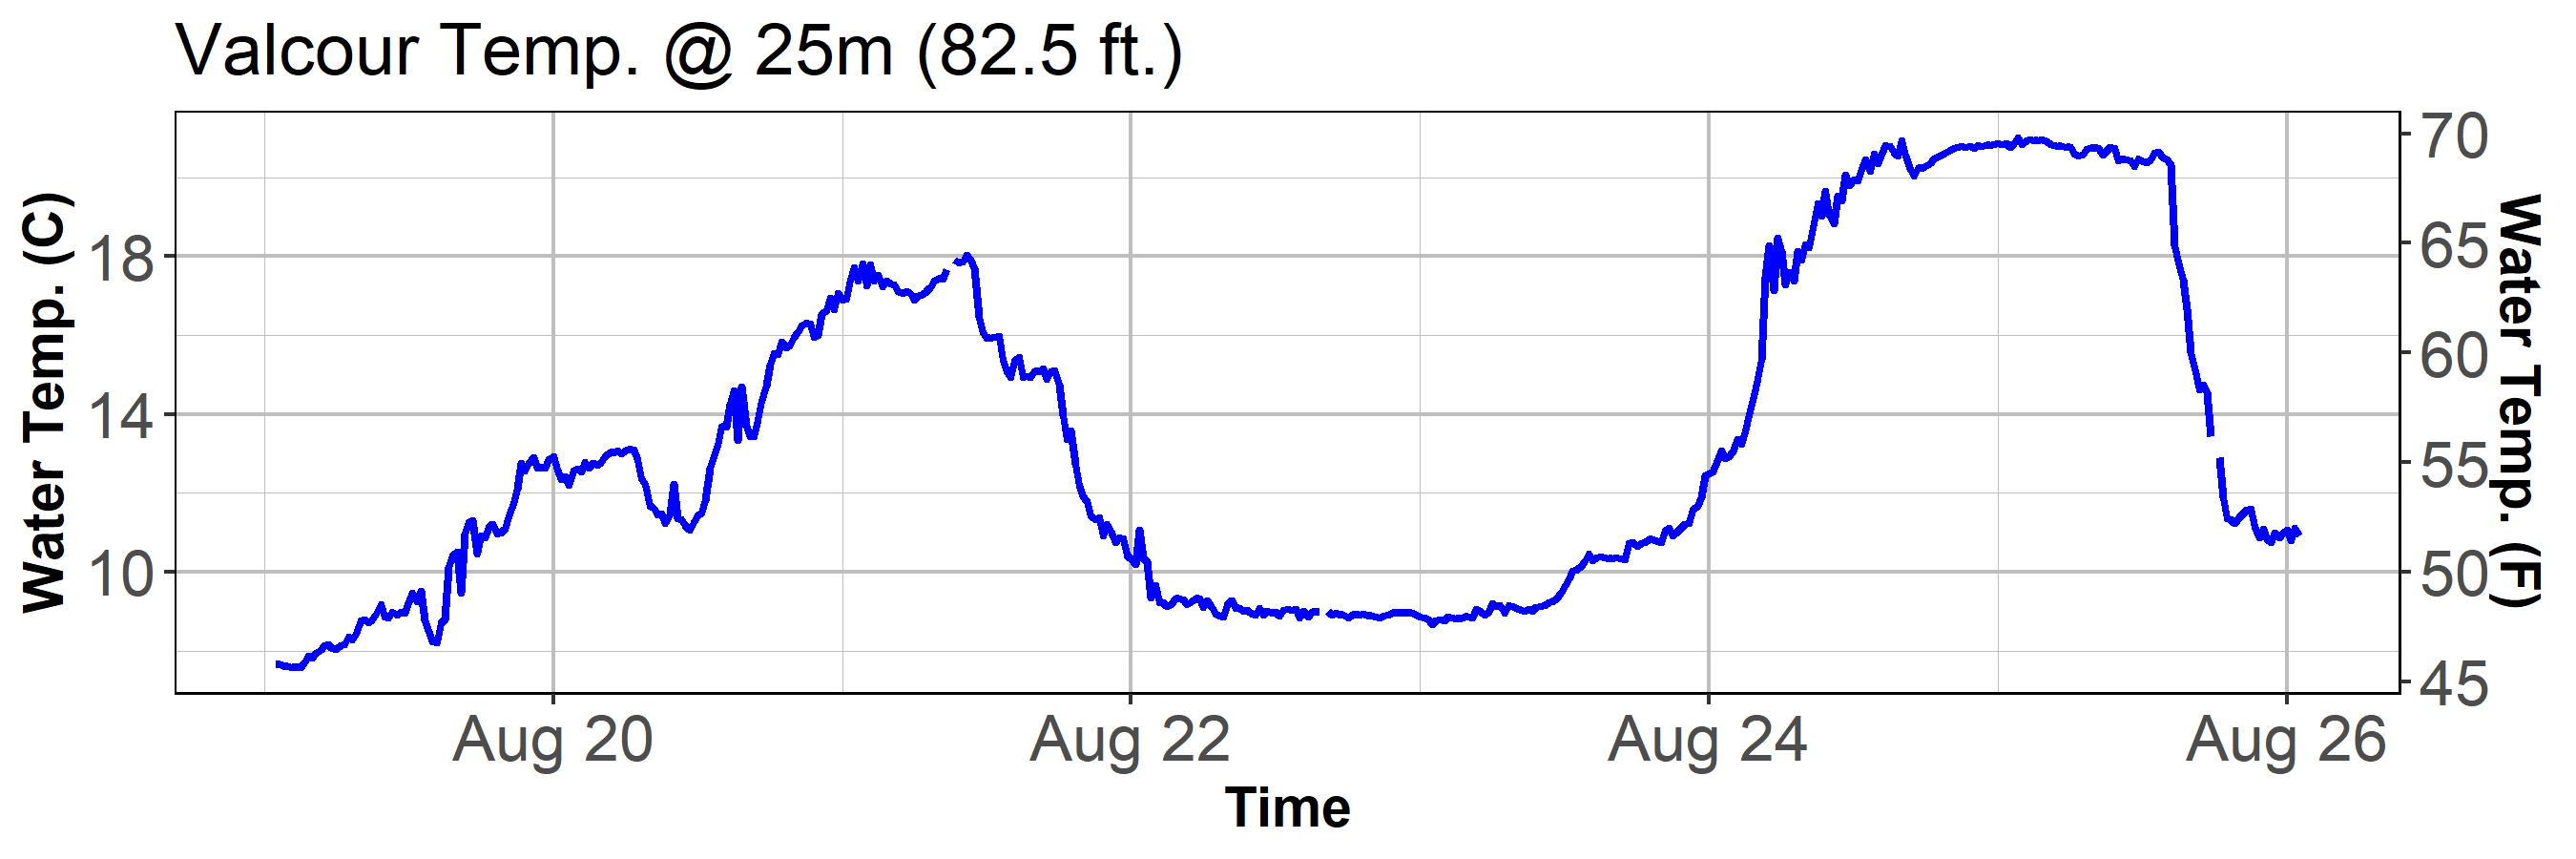 Valcour Temp. @ 25m (82.5 ft.)
Water Temp. (C)
18
14
10
70
65
60
55
50
45
Water Temp. (F)
Aug 20 Aug 22 Aug 24 Aug 26
Time